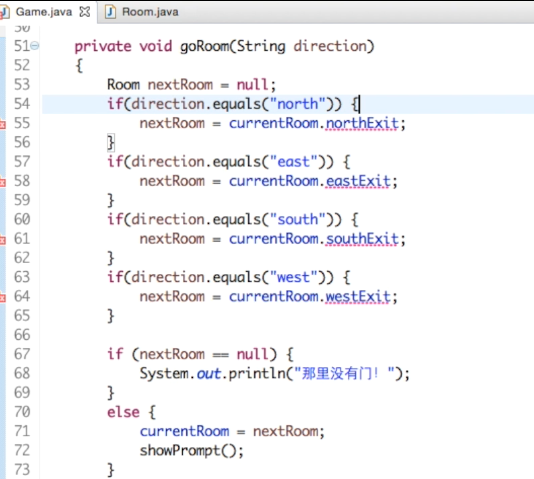 Game.java Room.java
50
51 private void goRoom(String direction)
52 {
53 Room nextRoom = null;
54 if(direction.equals("north")) {
55 nextRoom = currentRoom.northExit;
56 }
57 if(direction.equals("east")) {
58 nextRoom = currentRoom.eastExit;
59 }
60 if(direction.equals("south")) {
61 nextRoom = currentRoom.southExit;
62 }
63 if(direction.equals("west")) {
64 nextRoom = currentRoom.westExit;
65 }
66
67 if (nextRoom == null) {
68 System.out.println("那里没有门！");
69 }
70 else {
71 currentRoom = nextRoom;
72 showPrompt();
73 }